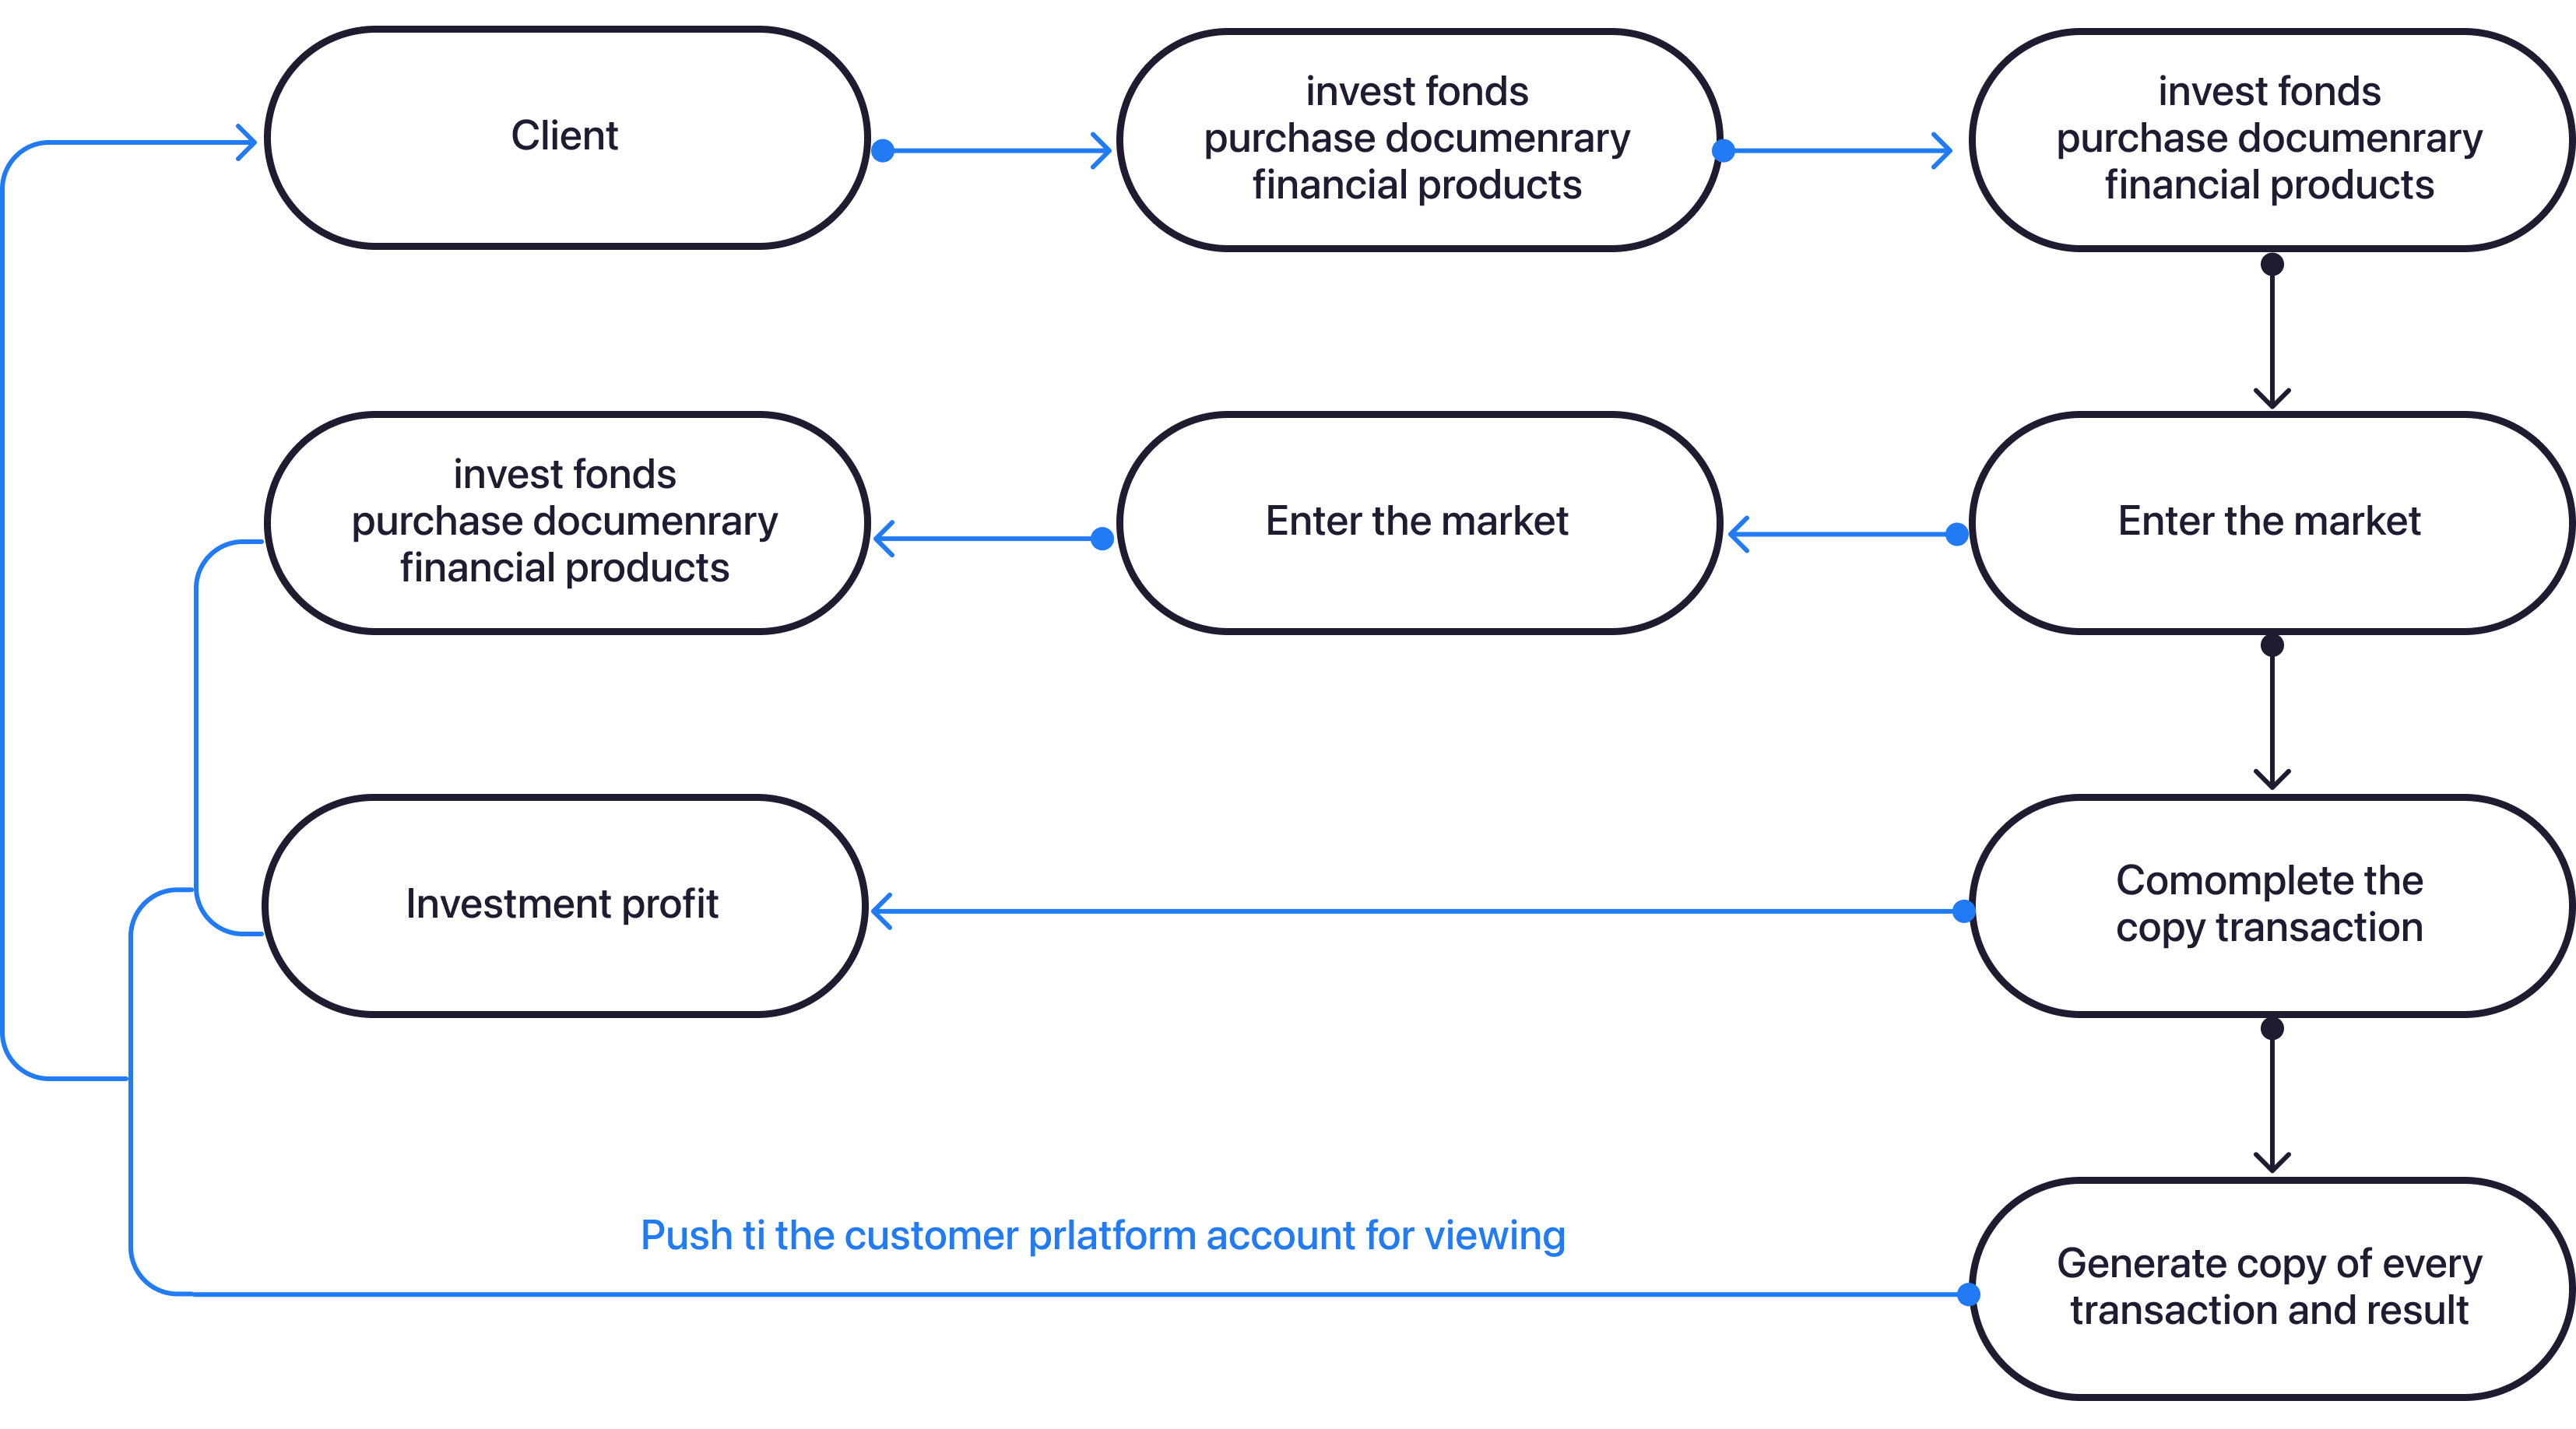 Client
invest fonds
purchase documenrary
financial products
invest fonds
purchase documenrary
financial products
invest fonds
purchase documenrary
financial products
Enter the market
Enter the market
Investment profit
Comomplete the
copy transaction
Push ti the customer prlatform account for viewing
Generate copy of every
transaction and result